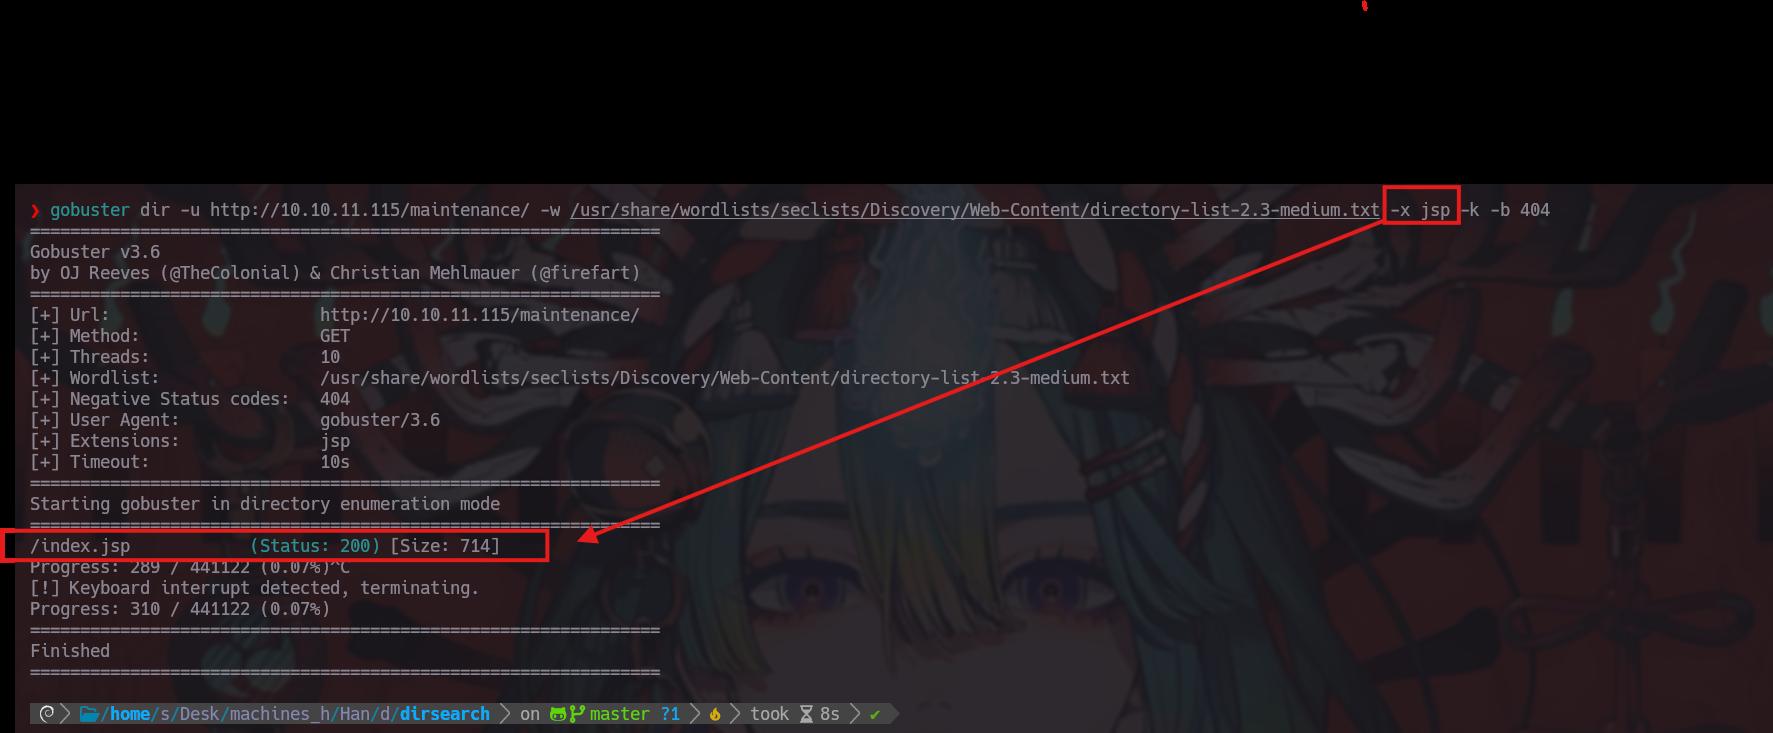 ❯ gobuster dir -u http://10.10.11.115/maintenance/ -w /usr/share/wordlists/seclists/Discovery/Web-Content/directory-list-2.3-medium.txt -x jsp -k -b 404
===============================================================
Gobuster v3.6
by OJ Reeves (@TheColonial) & Christian Mehlmauer (@firefart)
===============================================================
[+] Url:                     http://10.10.11.115/maintenance/
[+] Method:                  GET
[+] Threads:                 10
[+] Wordlist:                /usr/share/wordlists/seclists/Discovery/Web-Content/directory-list-2.3-medium.txt
[+] Negative Status codes:   404
[+] User Agent:              gobuster/3.6
[+] Extensions:              jsp
[+] Timeout:                 10s
===============================================================
Starting gobuster in directory enumeration mode
===============================================================
/index.jsp            (Status: 200) [Size: 714]
Progress: 289 / 441122 (0.07%)^C
[!] Keyboard interrupt detected, terminating.
Progress: 310 / 441122 (0.07%)
===============================================================
Finished
===============================================================
/home/s/Desk/machines_h/Han/d/dirsearch on master ?1 took 8s ✔